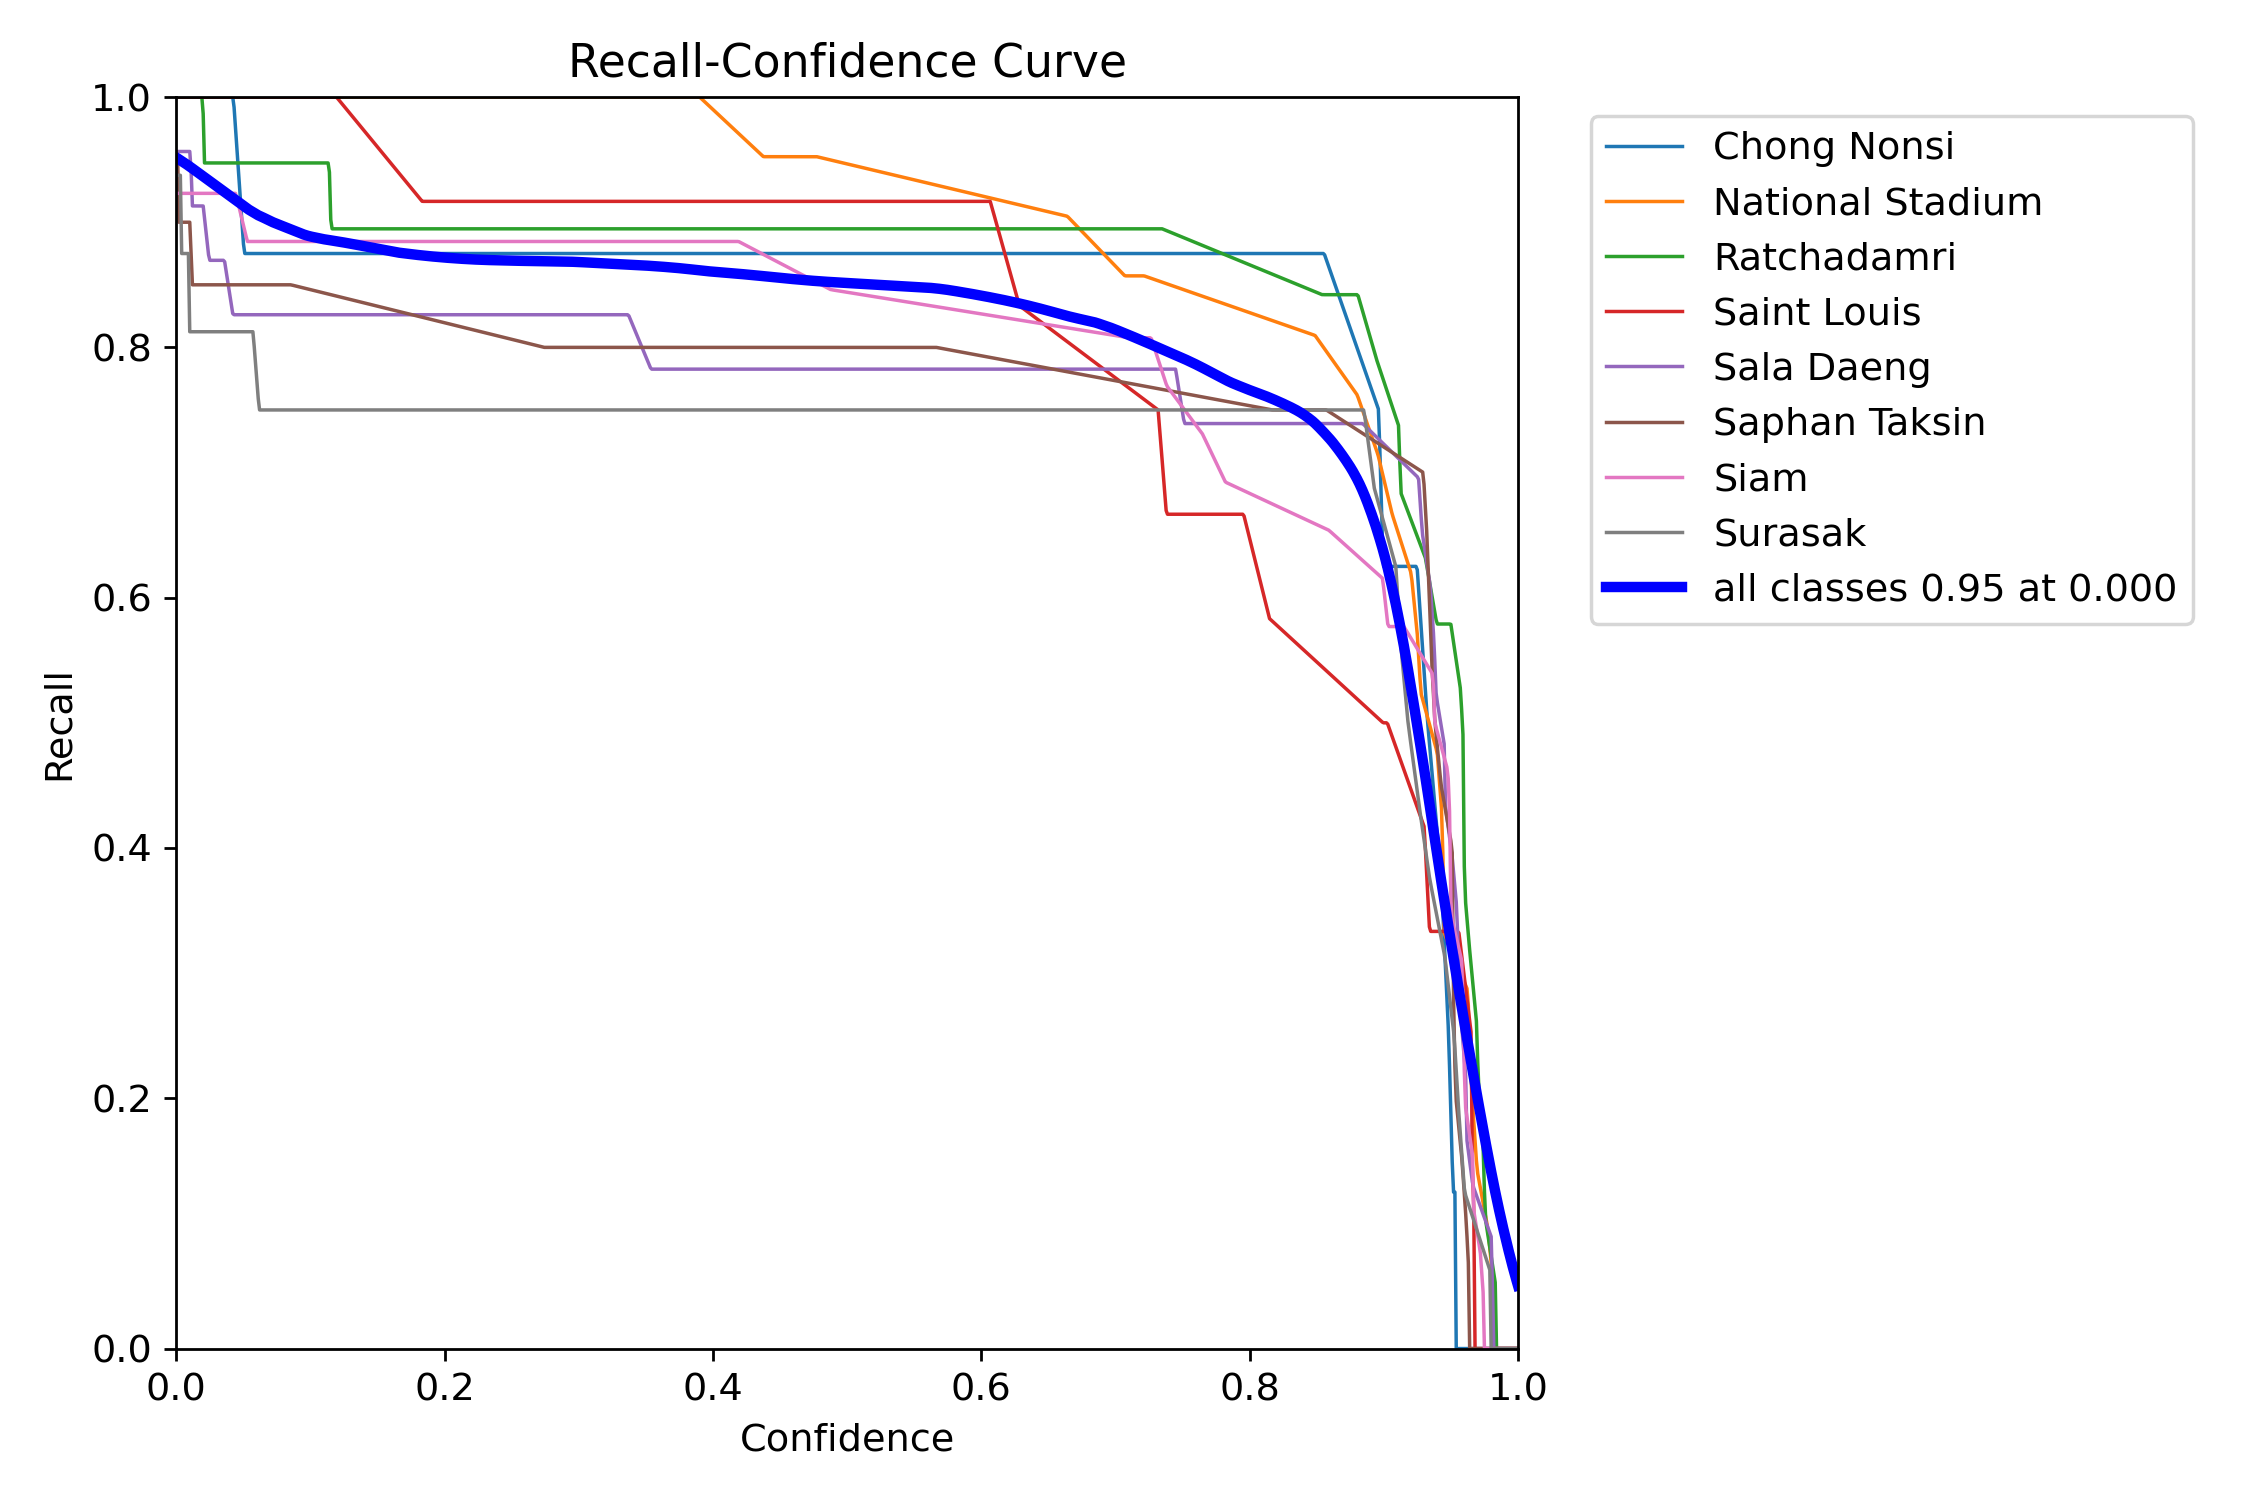 Recall-Confidence Curve
1.0
0.8
0.6
0.4
0.2
0.0
Recall
0.0 0.2 0.4 0.6 0.8 1.0
Confidence
Chong Nonsi
National Stadium
Ratchadamri
Saint Louis
Sala Daeng
Saphan Taksin
Siam
Surasak
all classes 0.95 at 0.000